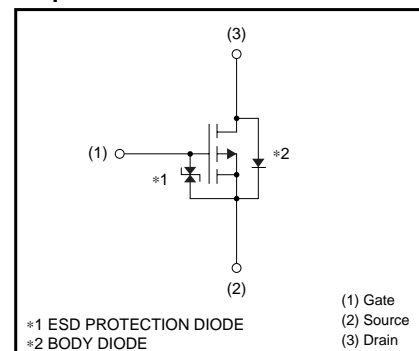 (3)
(1)
∗2
∗1
(2)
∗1 ESD PROTECTION DIODE
∗2 BODY DIODE
(1) Gate
(2) Source
(3) Drain